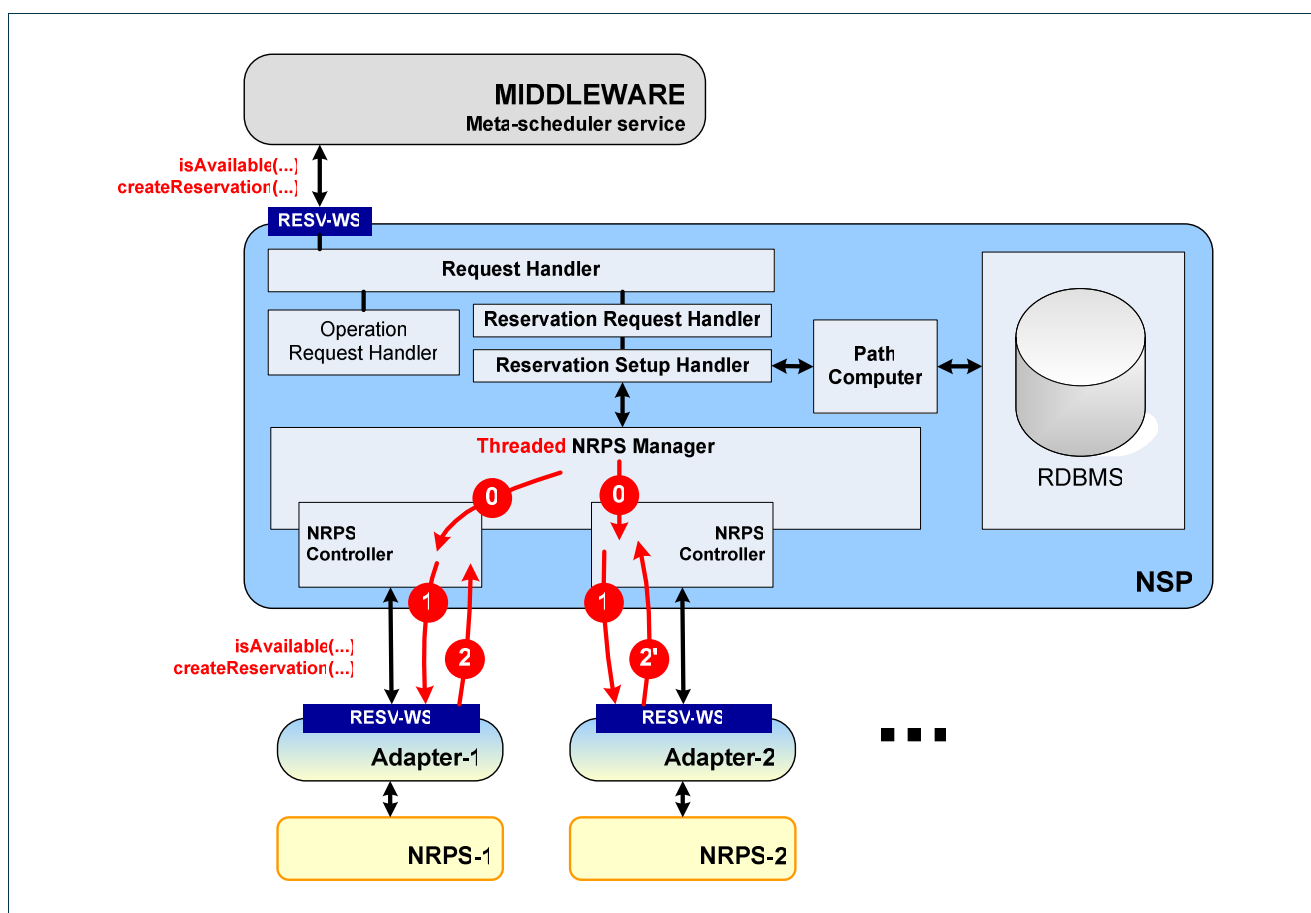 MIDDLEWARE
Meta-scheduler service
isAvailable(...)
createReservation(...)
RESV-WS
Request Handler
Operation
Request Handler
Reservation Request Handler
Reservation Setup Handler
Path
Computer
RDBMS
Threaded NRPS Manager
0
0
NRPS
Controller
NRPS
Controller
NSP
1
2
1
2'
isAvailable(...)
createReservation(...)
RESV-WS
Adapter-1
RESV-WS
Adapter-2
...
NRPS-1
NRPS-2